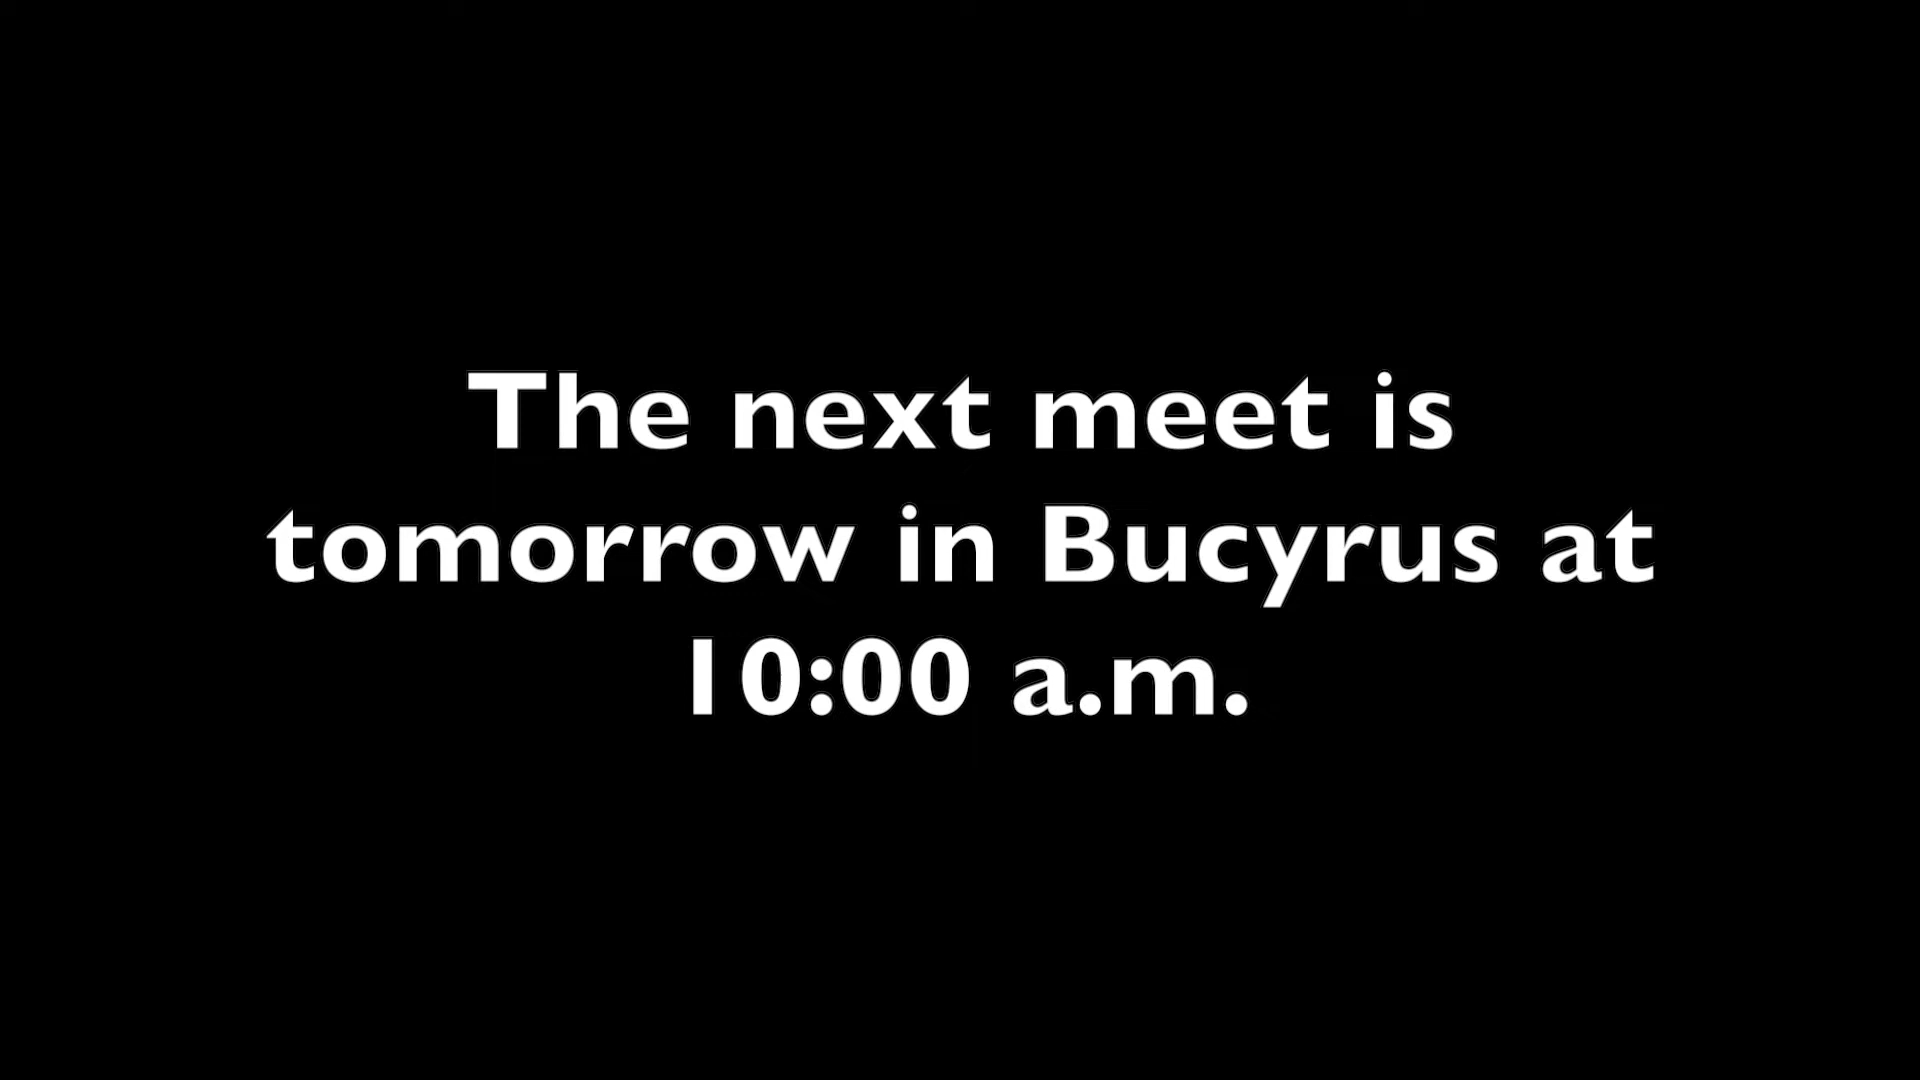 The next meet is
tomorrow in Bucyrus at
10:00 a.m.